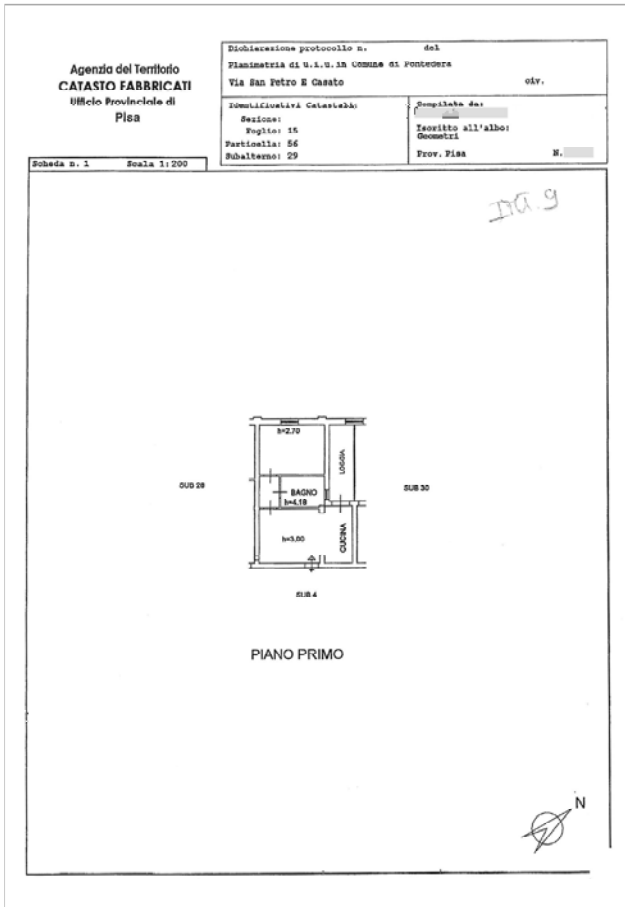 Agenzia del Territorio
CATASTO FABBRICATI
Ufficio Provinciale di
Pisa
Dichiarazione protocollo n. del
Planimetria di u.i.u.in Comune di Pontedera
Via San Petro E Casato civ.
Identificativi Catastali:
Sezione:
Foglio: 15
Particella: 56
Subalterno: 29
Compilata da:
Iscritto all'albo:
Geometri
Prov. Pisa N.
Scheda n. 1 Scala 1:200
h=2.70
LOGGIA
SUB 28
BAGNO
h=4.18
SUB 30
h=3.00
CUCINA
SUB 4
PIANO PRIMO
N